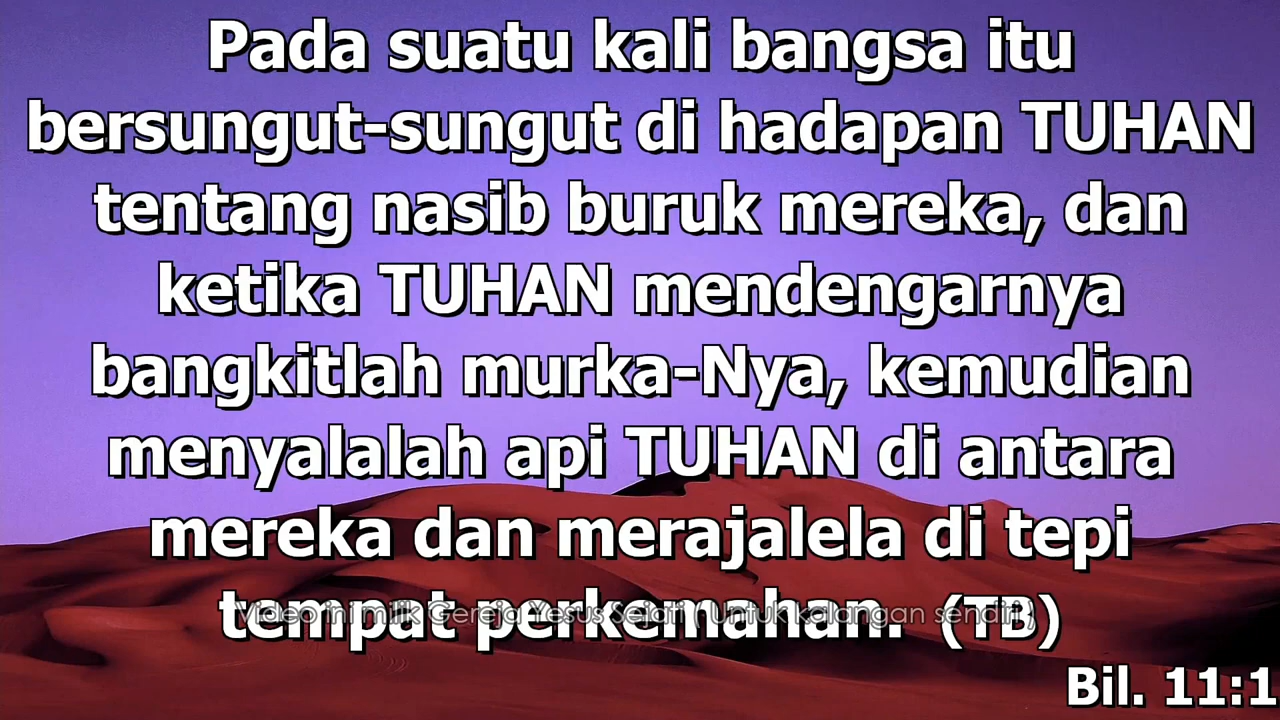 Pada suatu kali bangsa itu
bersungut-sungut di hadapan TUHAN
tentang nasib buruk mereka, dan
ketika TUHAN mendengarnya
bangkitlah murka-Nya, kemudian
menyalalah api TUHAN di antara
mereka dan merajalela di tepi
tempat perkemahan. (TB)
Video ini milik Gereja Yesus Sejati ( Untuk kalangan sendiri )
Bil. 11:1